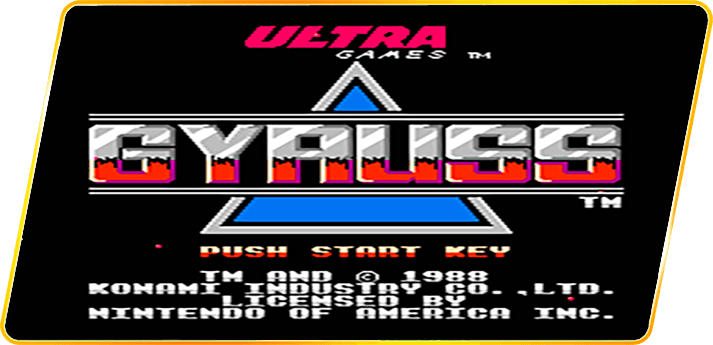 ULTRA
GAMES TM
GYRUSS
TM
PUSH START KEY
TM AND © 1988
KONAMI INDUSTRY CO.,LTD.
LICENSED BY
NINTENDO OF AMERICA INC.